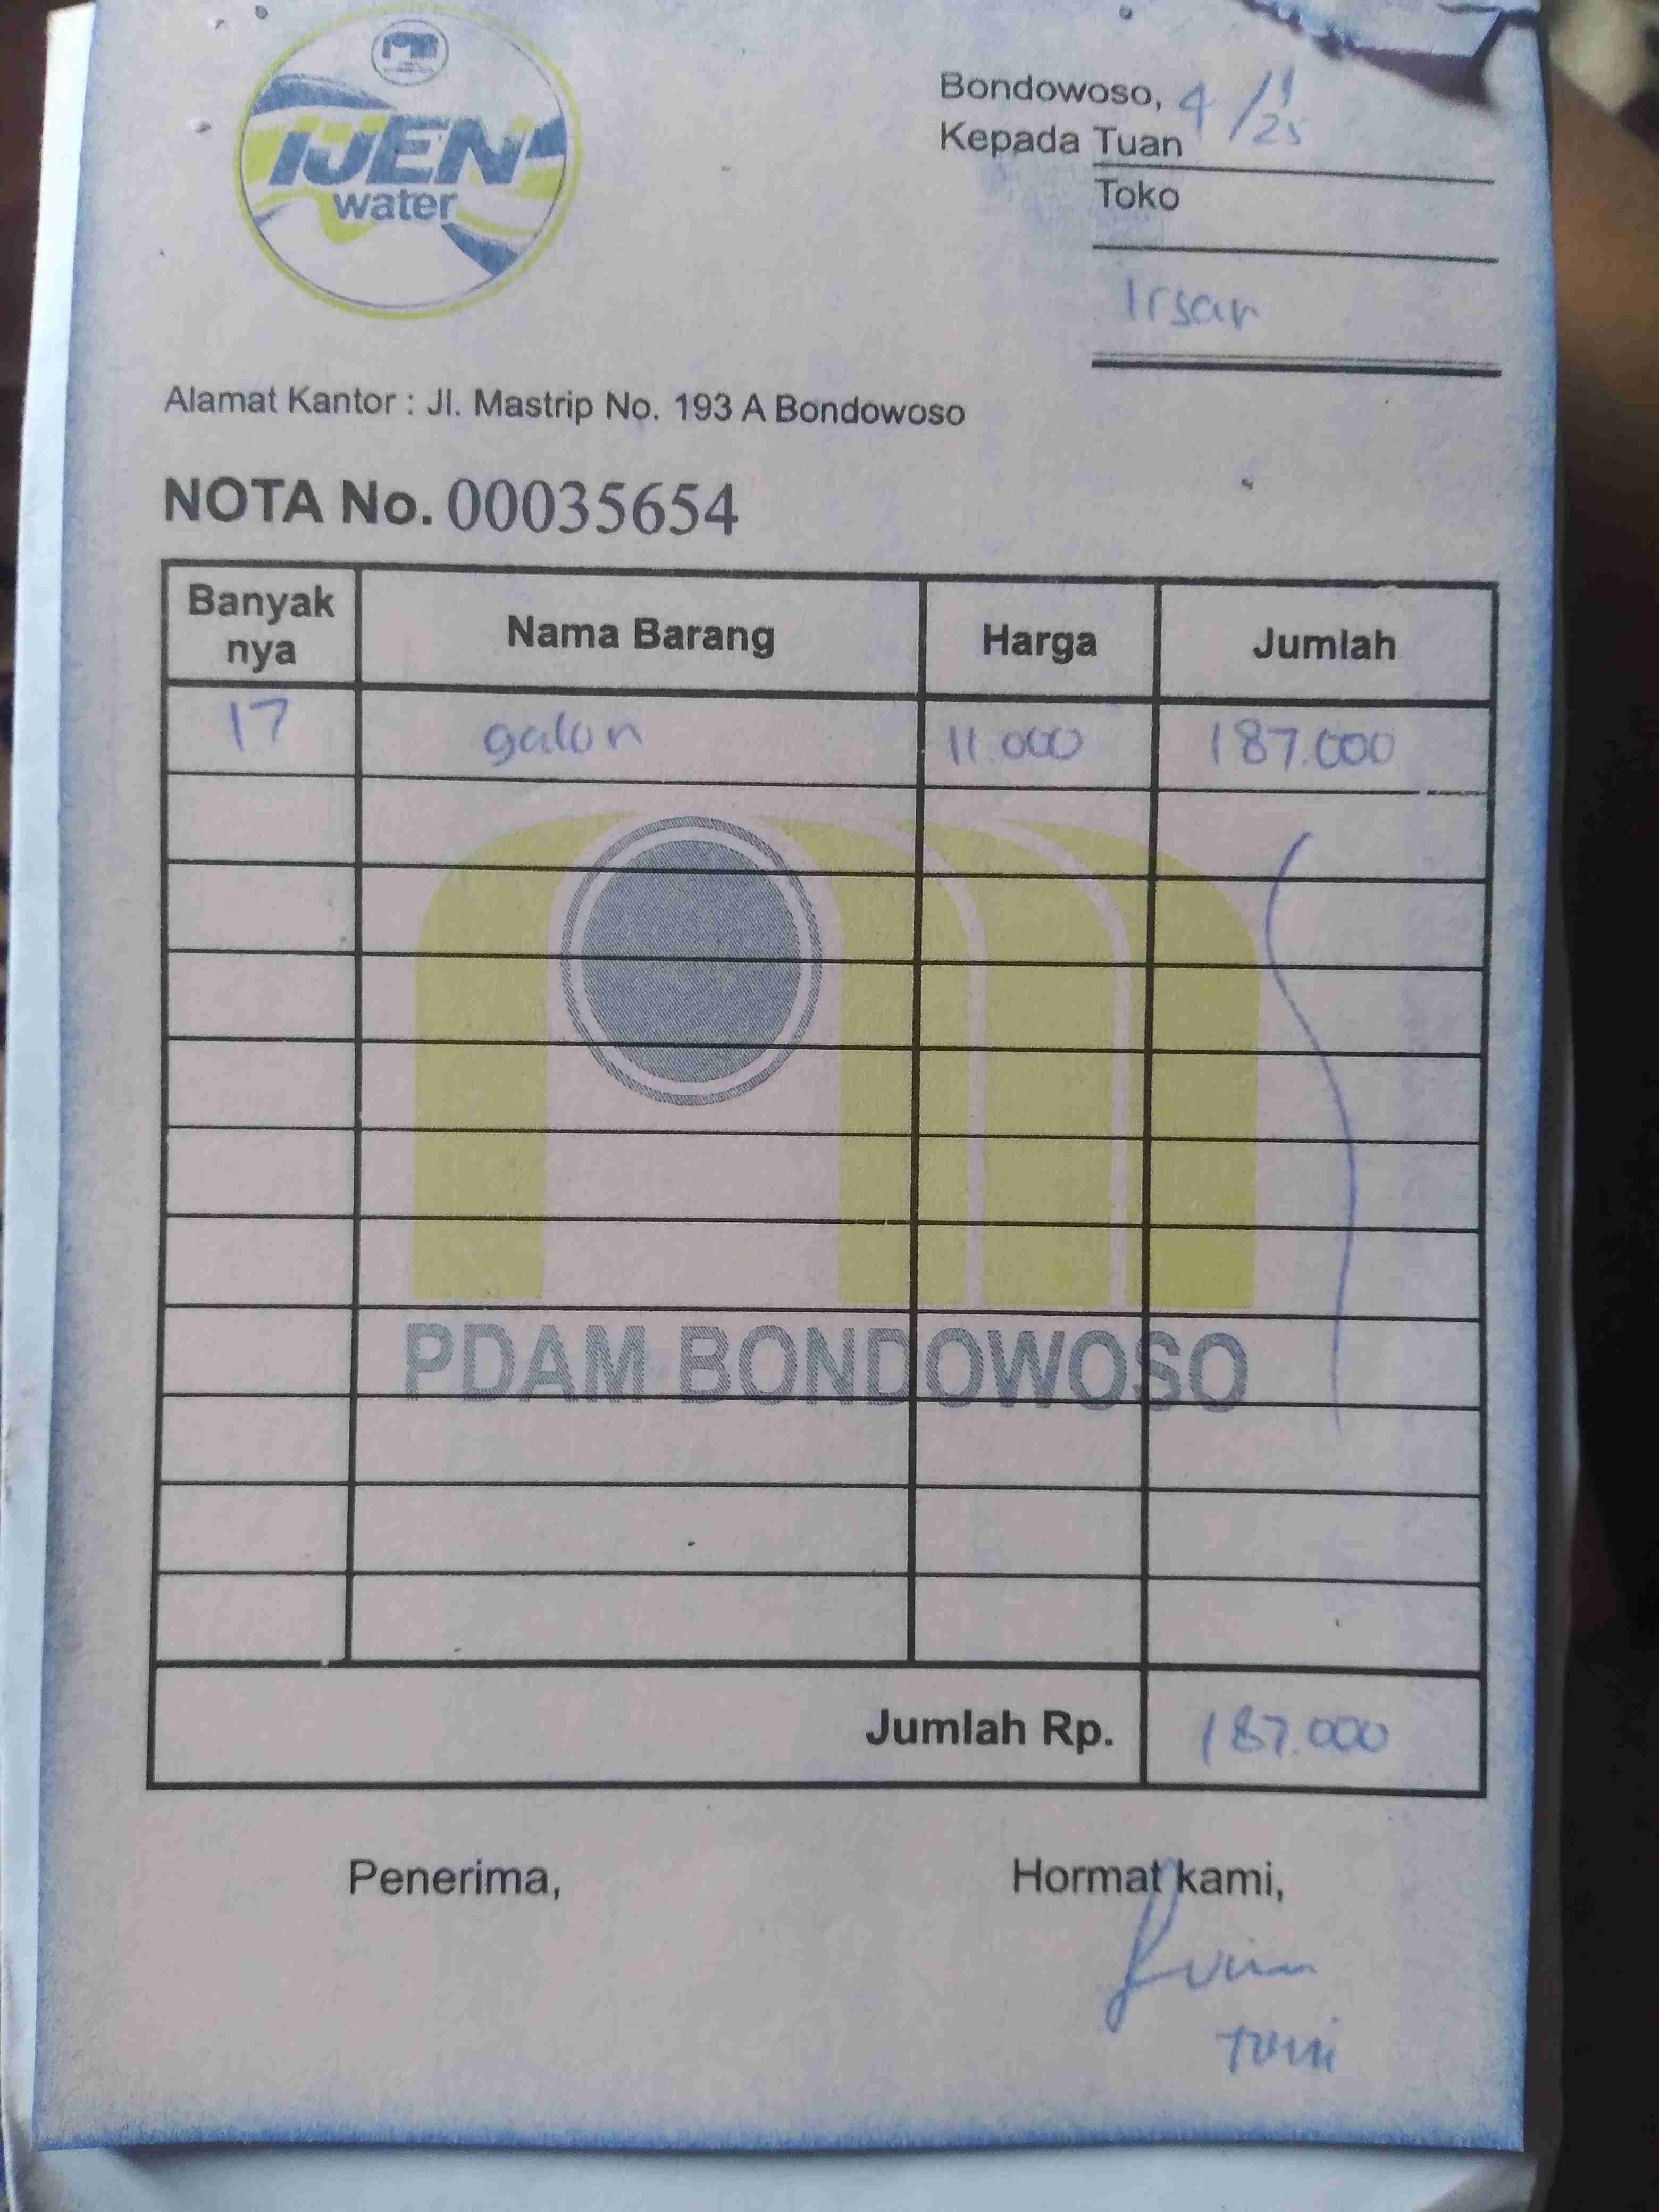 IJEN
water
Bondowoso, 4 / 11 / 25
Kepada Tuan
Toko
Irsan
Alamat Kantor : Jl. Mastrip No. 193 A Bondowoso
NOTA No. 00035654
Banyak nya Nama Barang Harga Jumlah
17 galon 11.000 187.000
PDAM BONDOWOSO
Jumlah Rp. 187.000
Penerima, Hormat kami,